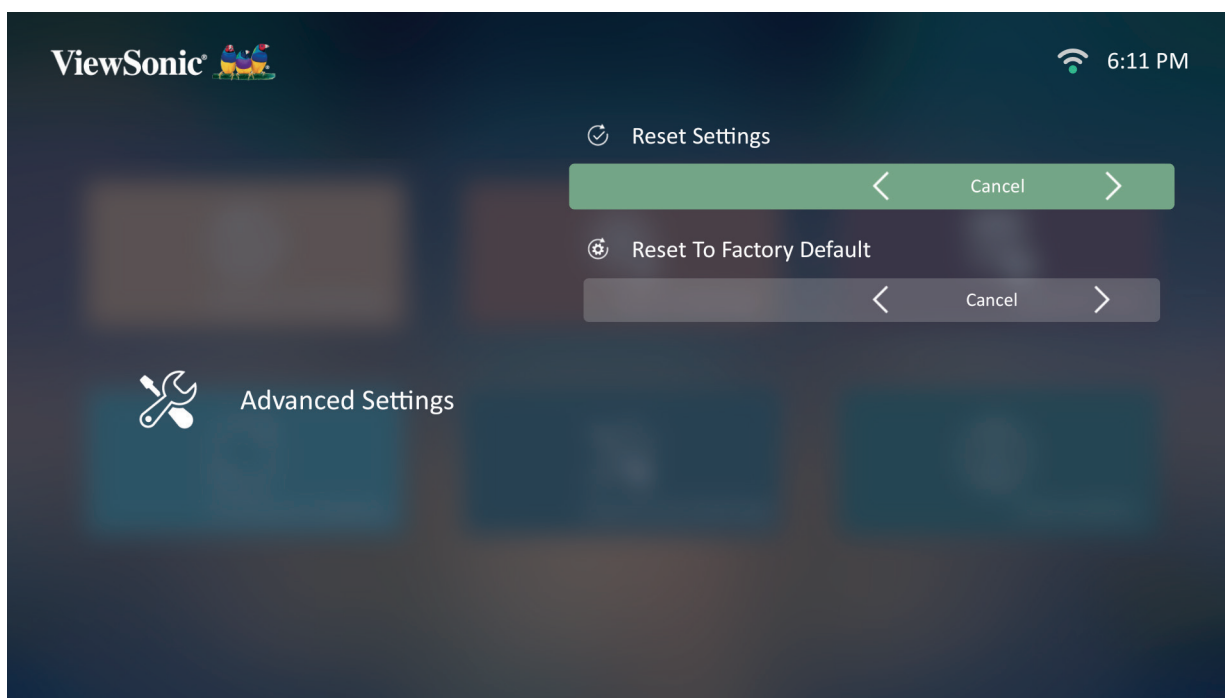 ViewSonic®
6:11 PM
Reset Settings
Cancel
Reset To Factory Default
Cancel
Advanced Settings